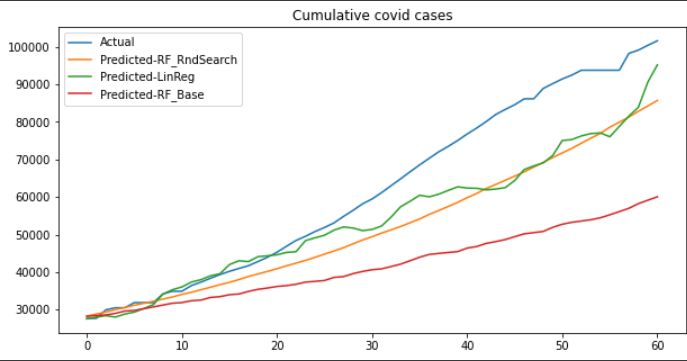 Cumulative covid cases
Actual
Predicted-RF_RndSearch
Predicted-LinReg
Predicted-RF_Base
100000
90000
80000
70000
60000
50000
40000
30000
0 10 20 30 40 50 60